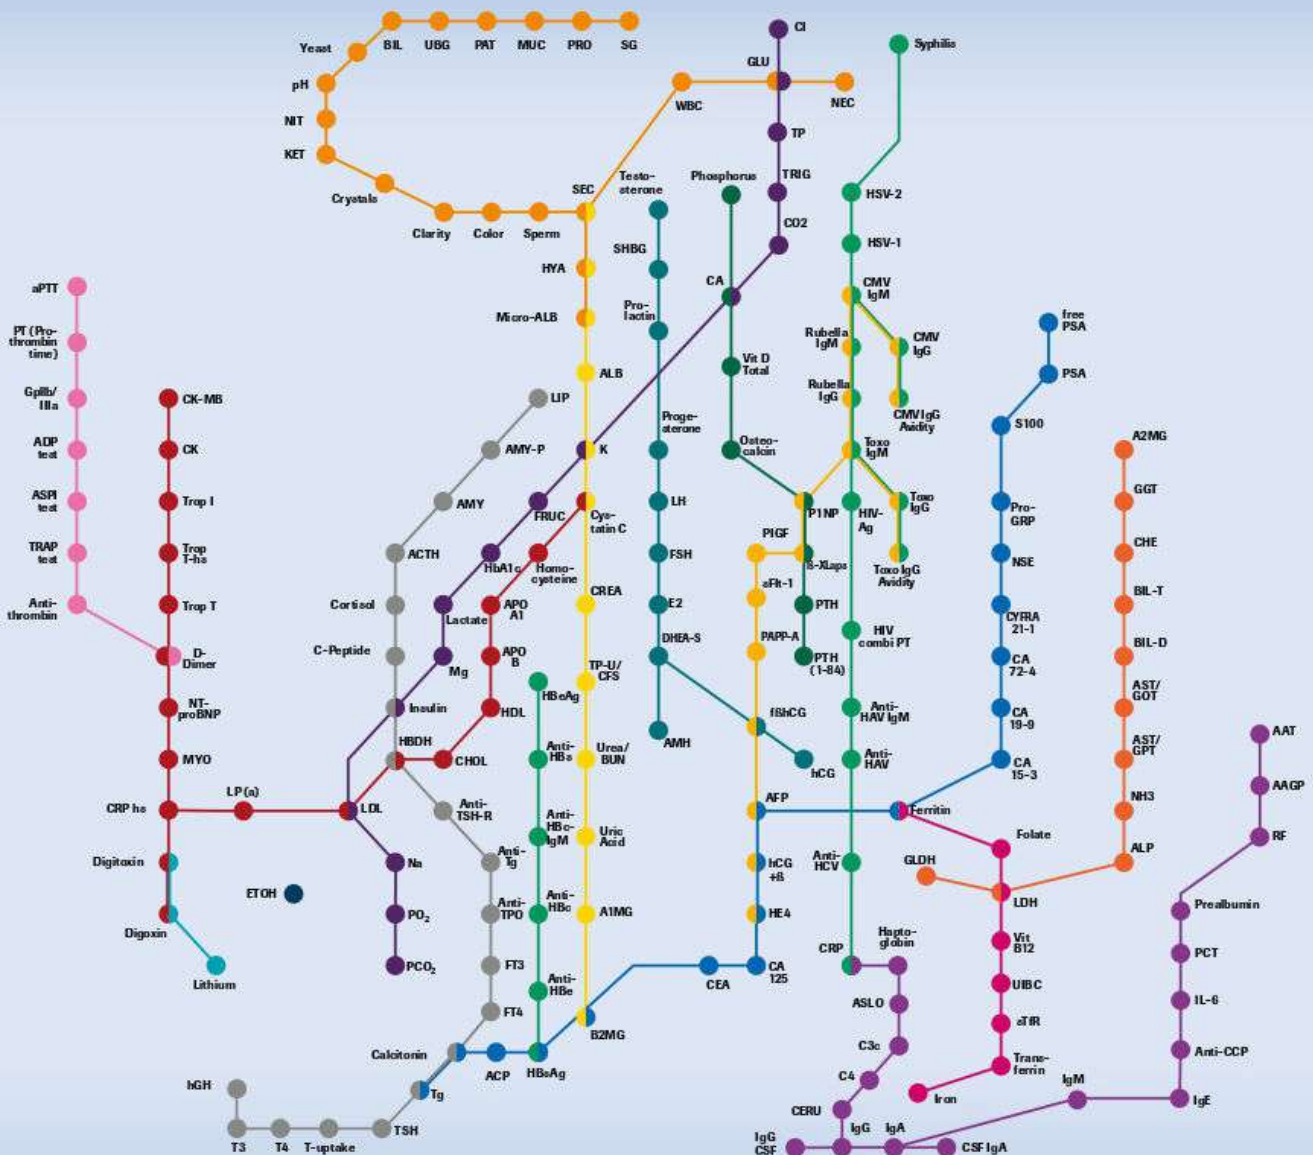 CI
Syphilis
BIL
UBG
PAT
MUC
PRO
SG
Yeast
GLU
pH
WBC
NEC
NIT
TP
KET
Testo-
sterone
Phosphorus
TRIG
Crystals
SEC
HSV-2
Clarity
Color
Sperm
CO2
SHBG
HSV-1
HYA
CA
CMV
IgM
aPTT
Pro-
lactin
Micro-ALB
free
PSA
PT (Pro-
thrombin
time)
Rubella
IgM
CMV
IgG
Vit D
Total
ALB
PSA
GpIIb/
IIIa
CK-MB
LIP
Rubella
IgG
CMV IgG
Avidity
Proge-
sterone
S100
ADP
test
CK
AMY-P
K
Osteo-
calcin
Toxo
IgM
A2MG
ASPI
test
Trop I
AMY
FRUC
Cys-
tatin C
LH
P1NP
HIV-
Ag
Toxo
IgG
Pro-
GRP
GGT
TRAP
test
Trop
T-hs
ACTH
HbA1c
Homo-
cysteine
FSH
PIGF
ß-XLaps
Toxo IgG
Avidity
NSE
CHE
Anti-
thrombin
Trop T
Cortisol
Lactate
APO
A1
CREA
E2
sFlt-1
PTH
HIV
combi PT
CYFRA
21-1
BIL-T
D-
Dimer
C-Peptide
Mg
APO
B
DHEA-S
PAPP-A
PTH
(1-84)
CA
72-4
BIL-D
HBeAg
TP-U/
CFS
NT-
proBNP
Insulin
HDL
AMH
fßhCG
Anti-
HAV IgM
CA
19-9
AST/
GOT
AAT
MYO
HBDH
CHOL
Anti-
HBs
Urea/
BUN
hCG
Anti-
HAV
CA
15-3
AST/
GPT
AAGP
CRP hs
LP(a)
LDL
Anti-
TSH-R
Anti-
HBc-
IgM
Uric
Acid
AFP
Ferritin
Folate
NH3
RF
Digitoxin
Na
Anti-
Tg
hCG
+ß
Anti-
HCV
GLDH
ALP
ETOH
LDH
Digoxin
PO2
Anti-
TPO
Anti-
HBc
A1MG
HE4
Vit
B12
Prealbumin
Lithium
PCO2
FT3
CEA
CA
125
CRP
Hapto-
globin
PCT
Anti-
HBe
UIBC
FT4
ASLO
IL-6
B2MG
sTfR
Calcitonin
ACP
HBsAg
C3c
Anti-CCP
Trans-
ferrin
hGH
Tg
C4
Iron
IgM
IgE
CERU
T3
T4
T-uptake
TSH
IgG
CSF
IgG
IgA
CSF IgA